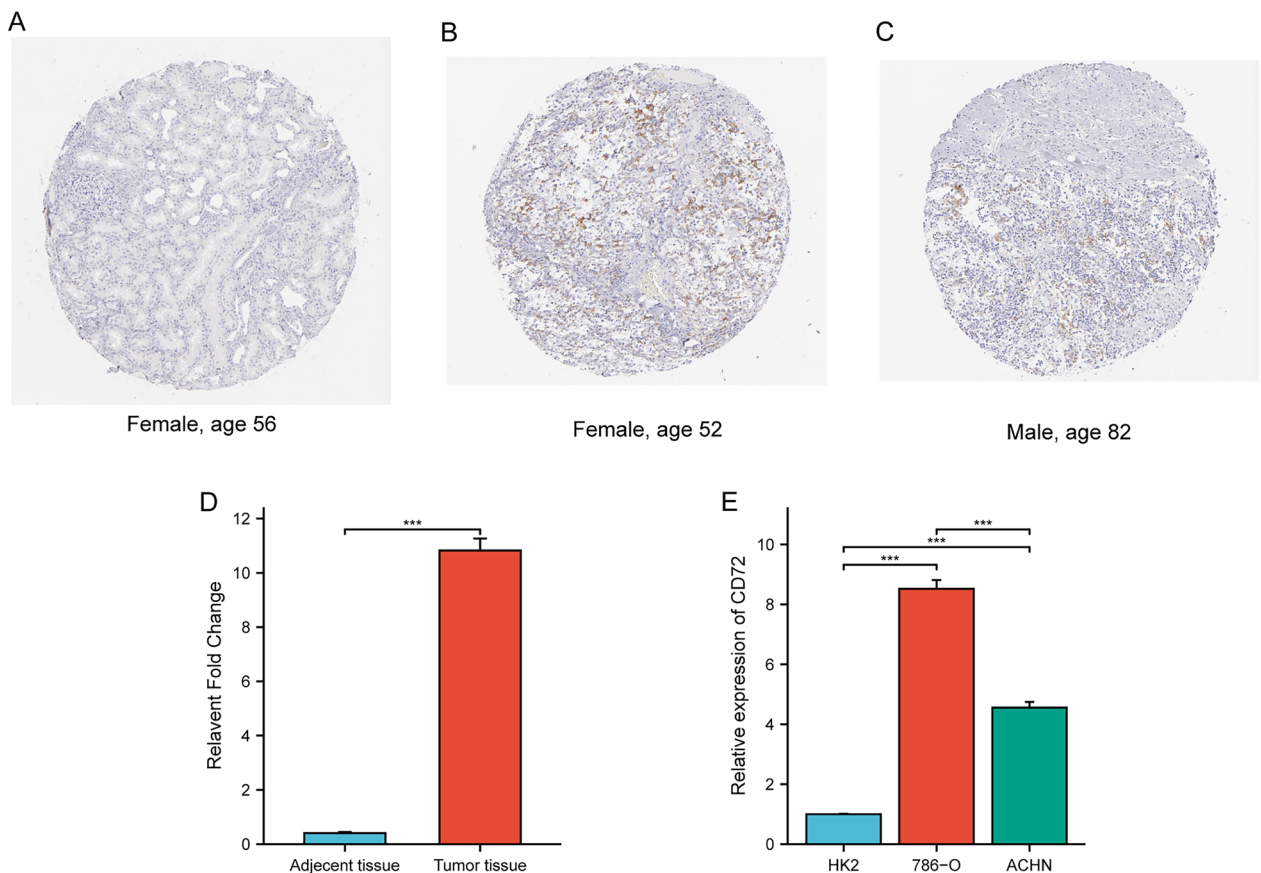 A
B
C
Female, age 56
Female, age 52
Male, age 82
D
Relavent Fold Change
12
10
8
6
4
2
0
***
Adjecent tissue
Tumor tissue
E
Relative expression of CD72
10
8
6
4
2
0
***
***
***
HK2
786−O
ACHN